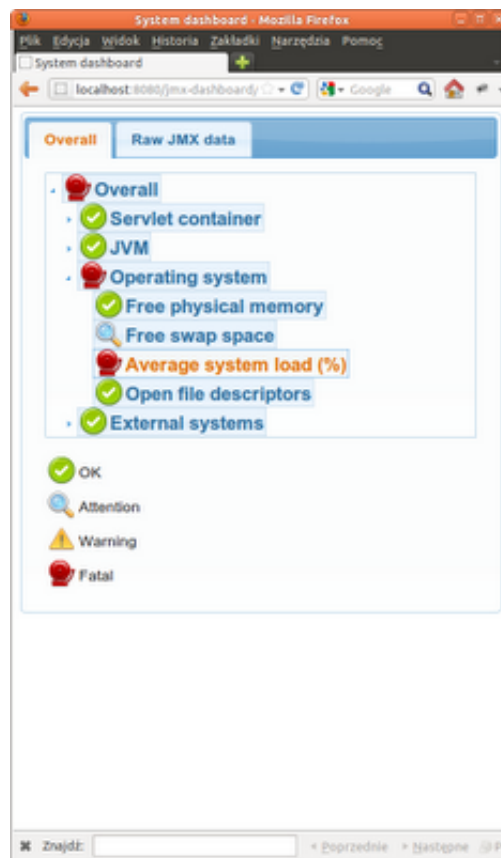 System dashboard - Mozilla Firefox
Plik Edycja Widok Historia Zakładki Narzędzia Pomoc
System dashboard
localhost:8080/jmx-dashboard/ Google
Overall Raw JMX data
Overall
Servlet container
JVM
Operating system
Free physical memory
Free swap space
Average system load (%)
Open file descriptors
External systems
OK
Attention
Warning
Fatal
Znajdź: Poprzednie Następne